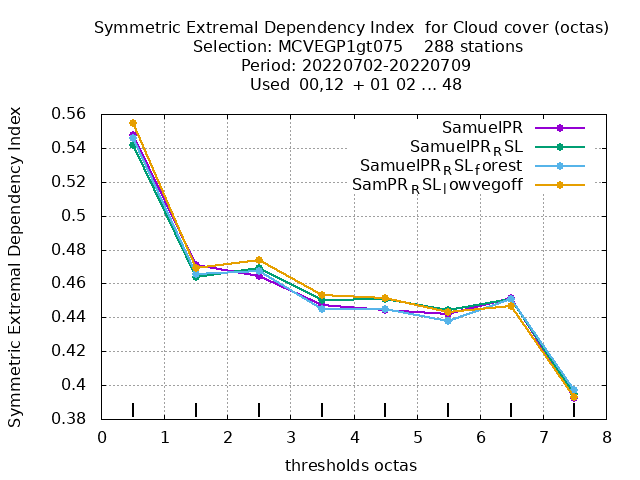 Symmetric Extremal Dependency Index  for Cloud cover (octas)
Selection: MCVEGP1gt075    288 stations
Period: 20220702-20220709
Used  00,12  + 01 02 ... 48
Symmetric Extremal Dependency Index
0.56
0.54
0.52
0.5
0.48
0.46
0.44
0.42
0.4
0.38
SamuelPR
SamuelPR_RSL
SamuelPR_RSL_forest
SamPR_RSL_lowvegoff
0 1 2 3 4 5 6 7 8
thresholds octas